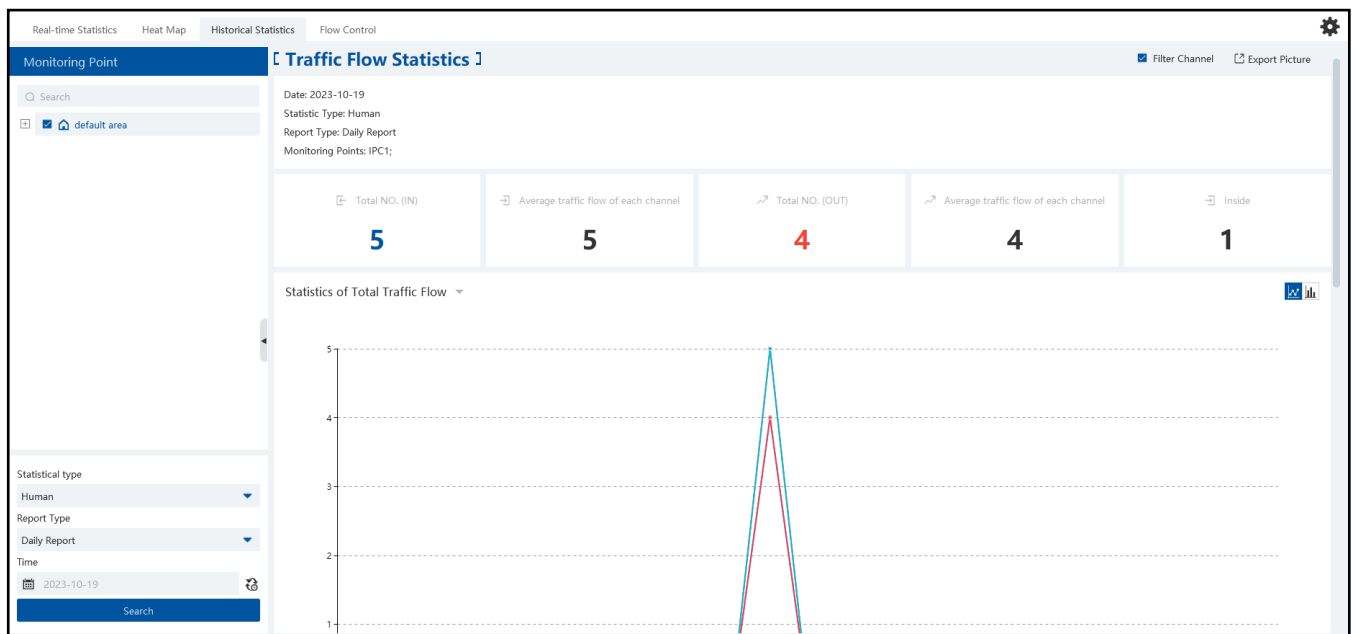 Real-time Statistics Heat Map Historical Statistics Flow Control
Monitoring Point
Search
default area
Statistical type
Human
Report Type
Daily Report
Time
2023-10-19
Search
[ Traffic Flow Statistics ]
Filter Channel Export Picture
Date: 2023-10-19
Statistic Type: Human
Report Type: Daily Report
Monitoring Points: IPC1;
Total NO. (IN)
5
Average traffic flow of each channel
5
Total NO. (OUT)
4
Average traffic flow of each channel
4
Inside
1
Statistics of Total Traffic Flow
5
4
3
2
1